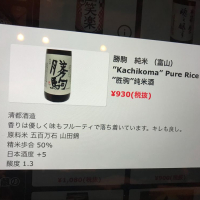 勝駒
勝駒 純米 (富山)
“Kachikoma” Pure Rice
“胜驹”纯米酒
¥930(税抜)
清都酒造
香りは優しく味もフルーティで落ち着いています。キレも良し。
原料米 五百万石 山田錦
精米歩合 50%
日本酒度 +5
酸度 1.3